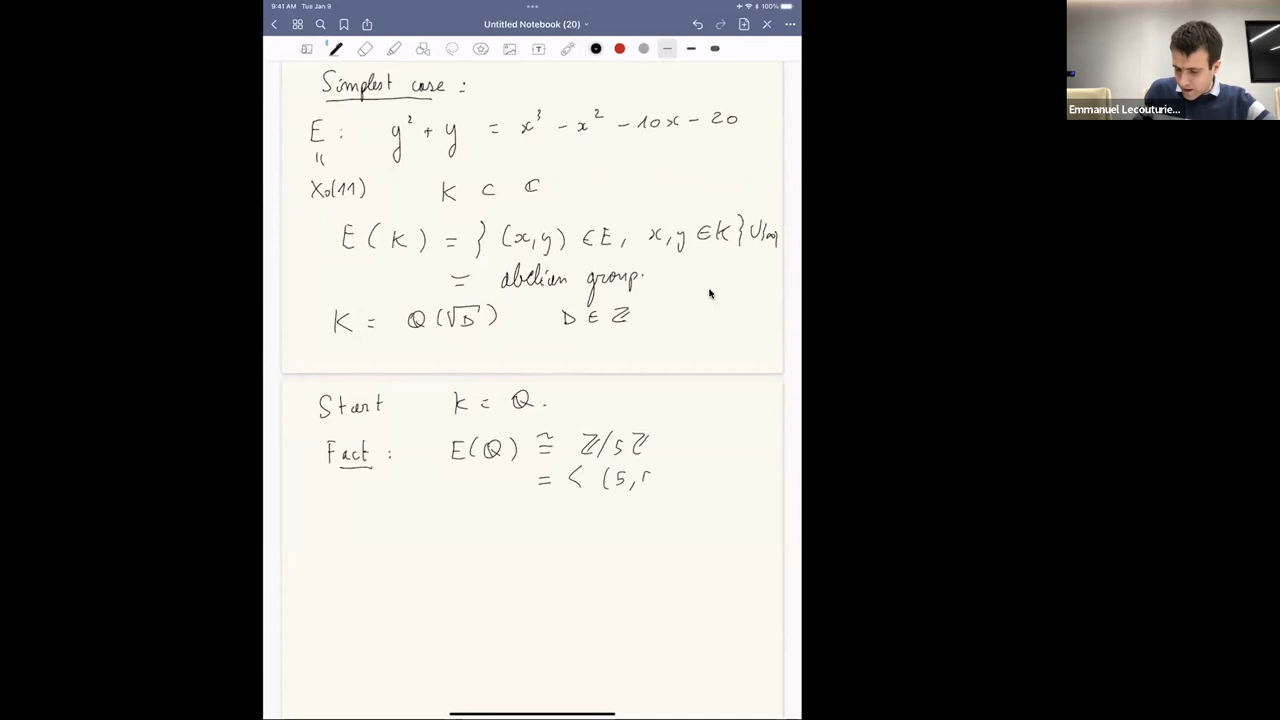 9:41 AM Tue Jan 9
100%
Untitled Notebook (20)
Emmanuel Lecouturie...
Simplest case :
E : y² + y = x³ - x² - 10x - 20
"
X₀(11) K ⊂ ℂ
E(K) = } (x,y) ∈ E, x,y ∈ K } ∪ {∞
= abelian group.
K = ℚ(√D) D ∈ ℤ
Start K = ℚ.
Fact : E(ℚ) ≅ ℤ/5ℤ
= < (5,